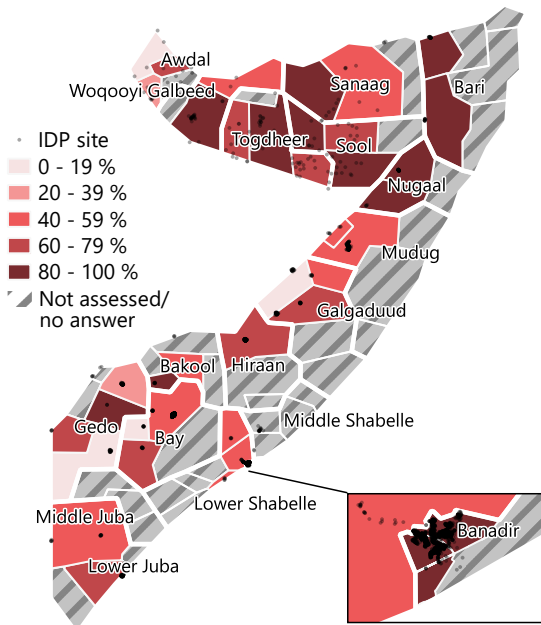 Awdal
Woqooyi Galbeed
Sanaag
Bari
Togdheer
Sool
Nugaal
IDP site
0 - 19 %
20 - 39 %
40 - 59 %
60 - 79 %
80 - 100 %
Not assessed/
no answer
Mudug
Galgaduud
Bakool
Hiraan
Gedo
Bay
Middle Shabelle
Lower Shabelle
Middle Juba
Banadir
Lower Juba